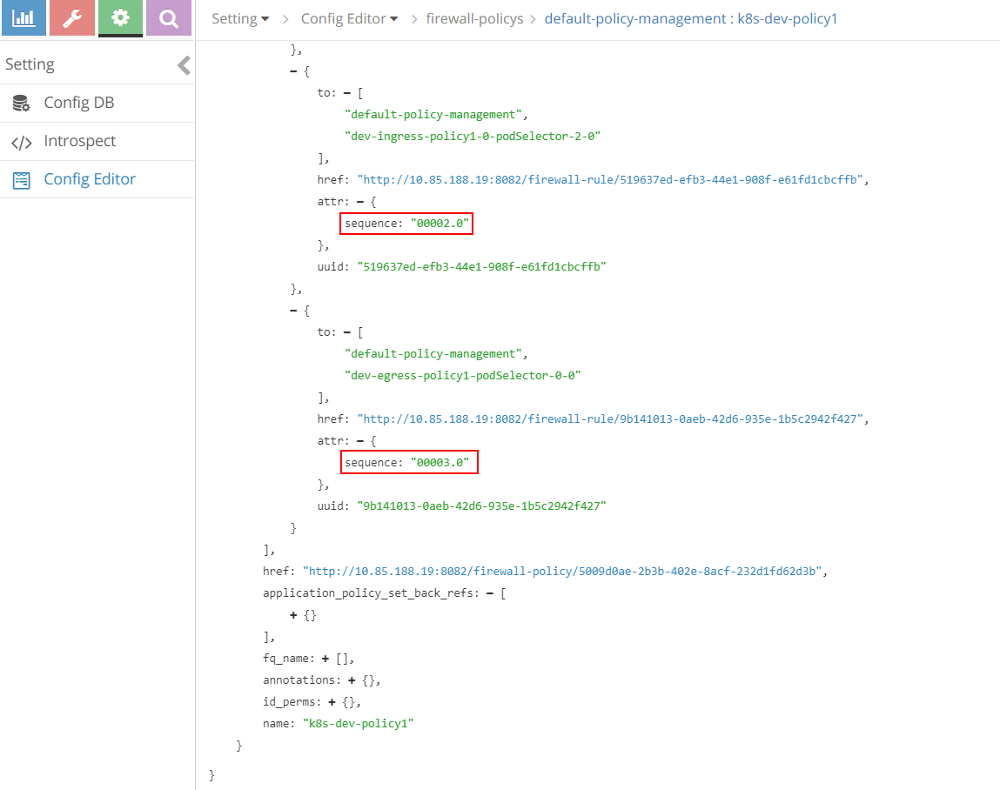 Setting > Config Editor > firewall-policys > default-policy-management : k8s-dev-policy1
Setting
Config DB
Introspect
Config Editor
},
- {
to: - [
"default-policy-management",
"dev-ingress-policy1-0-podSelector-2-0"
],
href: "http://10.85.188.19:8082/firewall-rule/519637ed-efb3-44e1-908f-e61fd1cbcffb",
attr: - {
sequence: "00002.0"
},
uuid: "519637ed-efb3-44e1-908f-e61fd1cbcffb"
},
- {
to: - [
"default-policy-management",
"dev-egress-policy1-podSelector-0-0"
],
href: "http://10.85.188.19:8082/firewall-rule/9b141013-0aeb-42d6-935e-1b5c2942f427",
attr: - {
sequence: "00003.0"
},
uuid: "9b141013-0aeb-42d6-935e-1b5c2942f427"
}
],
href: "http://10.85.188.19:8082/firewall-policy/5009d0ae-2b3b-402e-8acf-232d1fd62d3b",
application_policy_set_back_refs: - [
+ {}
],
fq_name: + [],
annotations: + {},
id_perms: + {},
name: "k8s-dev-policy1"
}
}